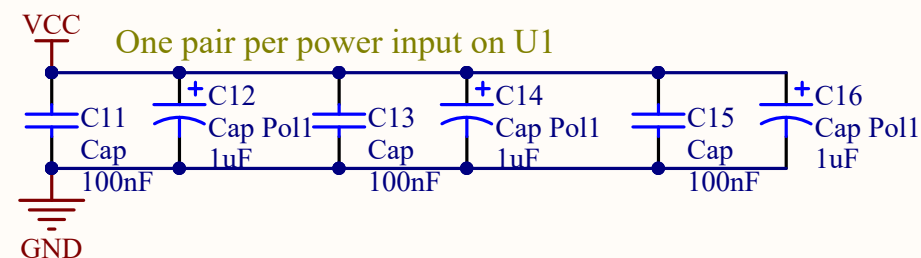 VCC
One pair per power input on U1
C11
Cap
100nF
C12
Cap Pol1
1uF
C13
Cap
100nF
C14
Cap Pol1
1uF
C15
Cap
100nF
C16
Cap Pol1
1uF
GND